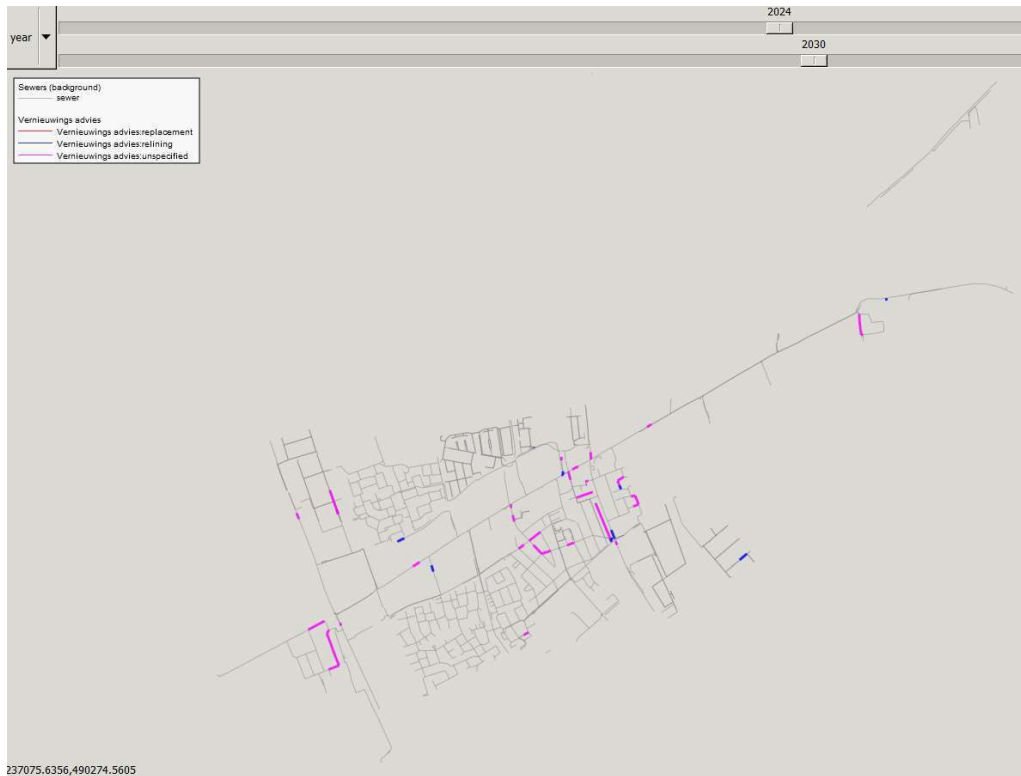 2024
year
2030
Sewers (background)
sewer
Vernieuwings advies
Vernieuwings advies:replacement
Vernieuwings advies:relining
Vernieuwings advies:unspecified
237075.6356,490274.5605